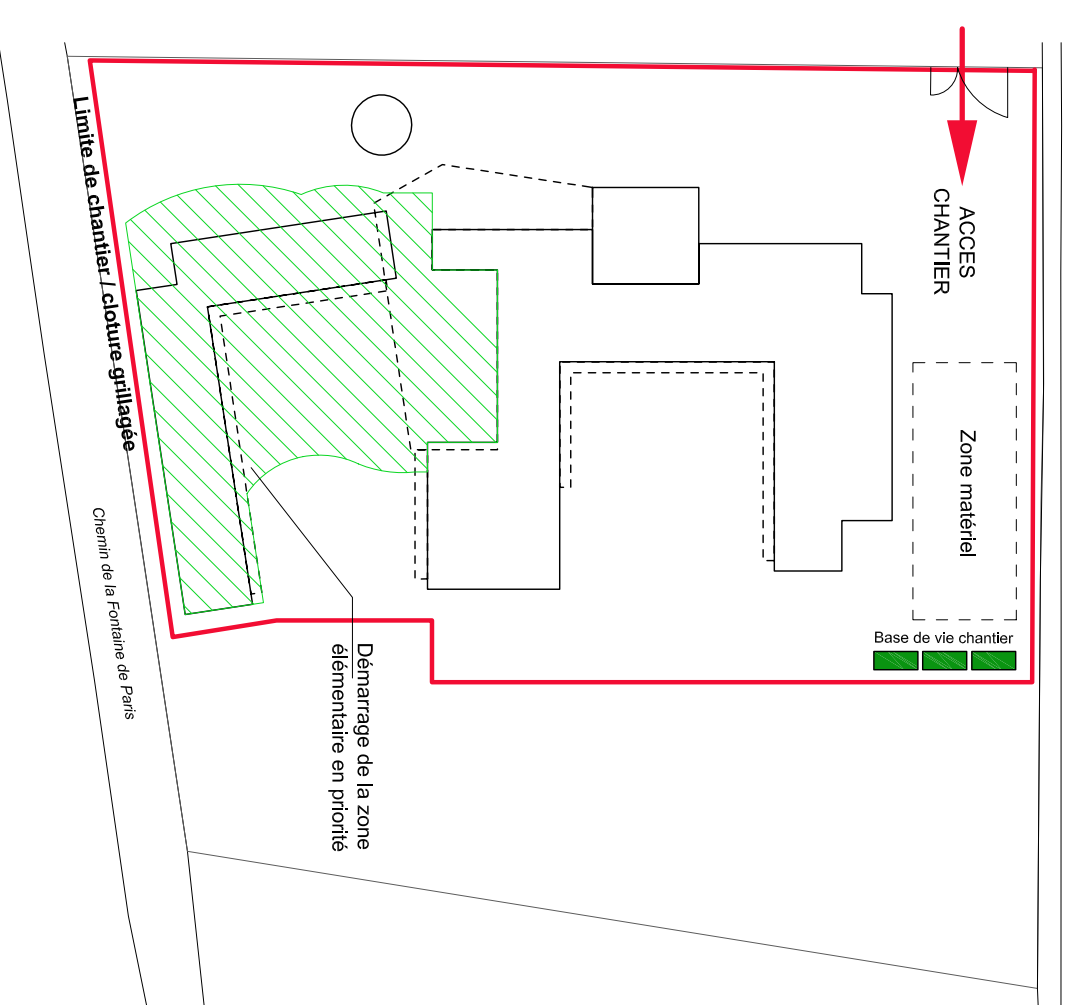 ACCES
CHANTIER
Limite de chantier / cloture grillagée
Zone matériel
Base de vie chantier
Chemin de la Fontaine de Paris
Démarrage de la zone
élémentaire en priorité